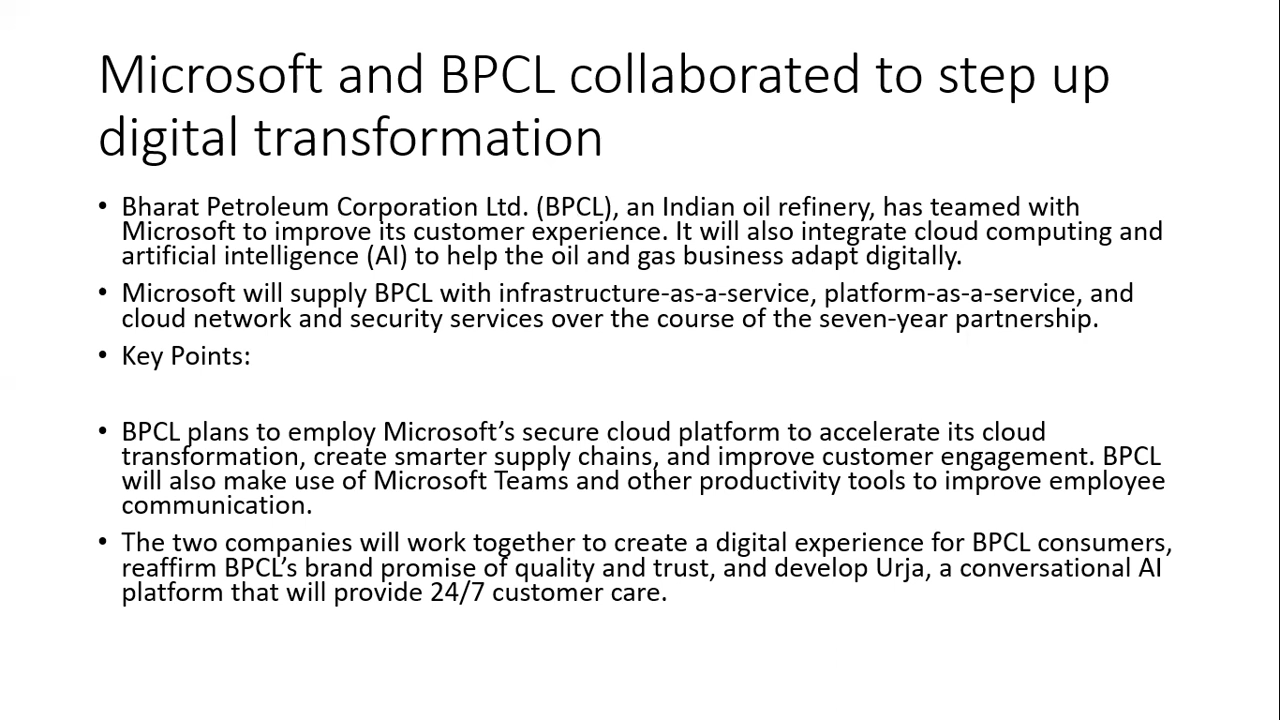 Microsoft and BPCL collaborated to step up
digital transformation
• Bharat Petroleum Corporation Ltd. (BPCL), an Indian oil refinery, has teamed with
Microsoft to improve its customer experience. It will also integrate cloud computing and
artificial intelligence (AI) to help the oil and gas business adapt digitally.
• Microsoft will supply BPCL with infrastructure-as-a-service, platform-as-a-service, and
cloud network and security services over the course of the seven-year partnership.
• Key Points:
• BPCL plans to employ Microsoft’s secure cloud platform to accelerate its cloud
transformation, create smarter supply chains, and improve customer engagement. BPCL
will also make use of Microsoft Teams and other productivity tools to improve employee
communication.
• The two companies will work together to create a digital experience for BPCL consumers,
reaffirm BPCL’s brand promise of quality and trust, and develop Urja, a conversational AI
platform that will provide 24/7 customer care.